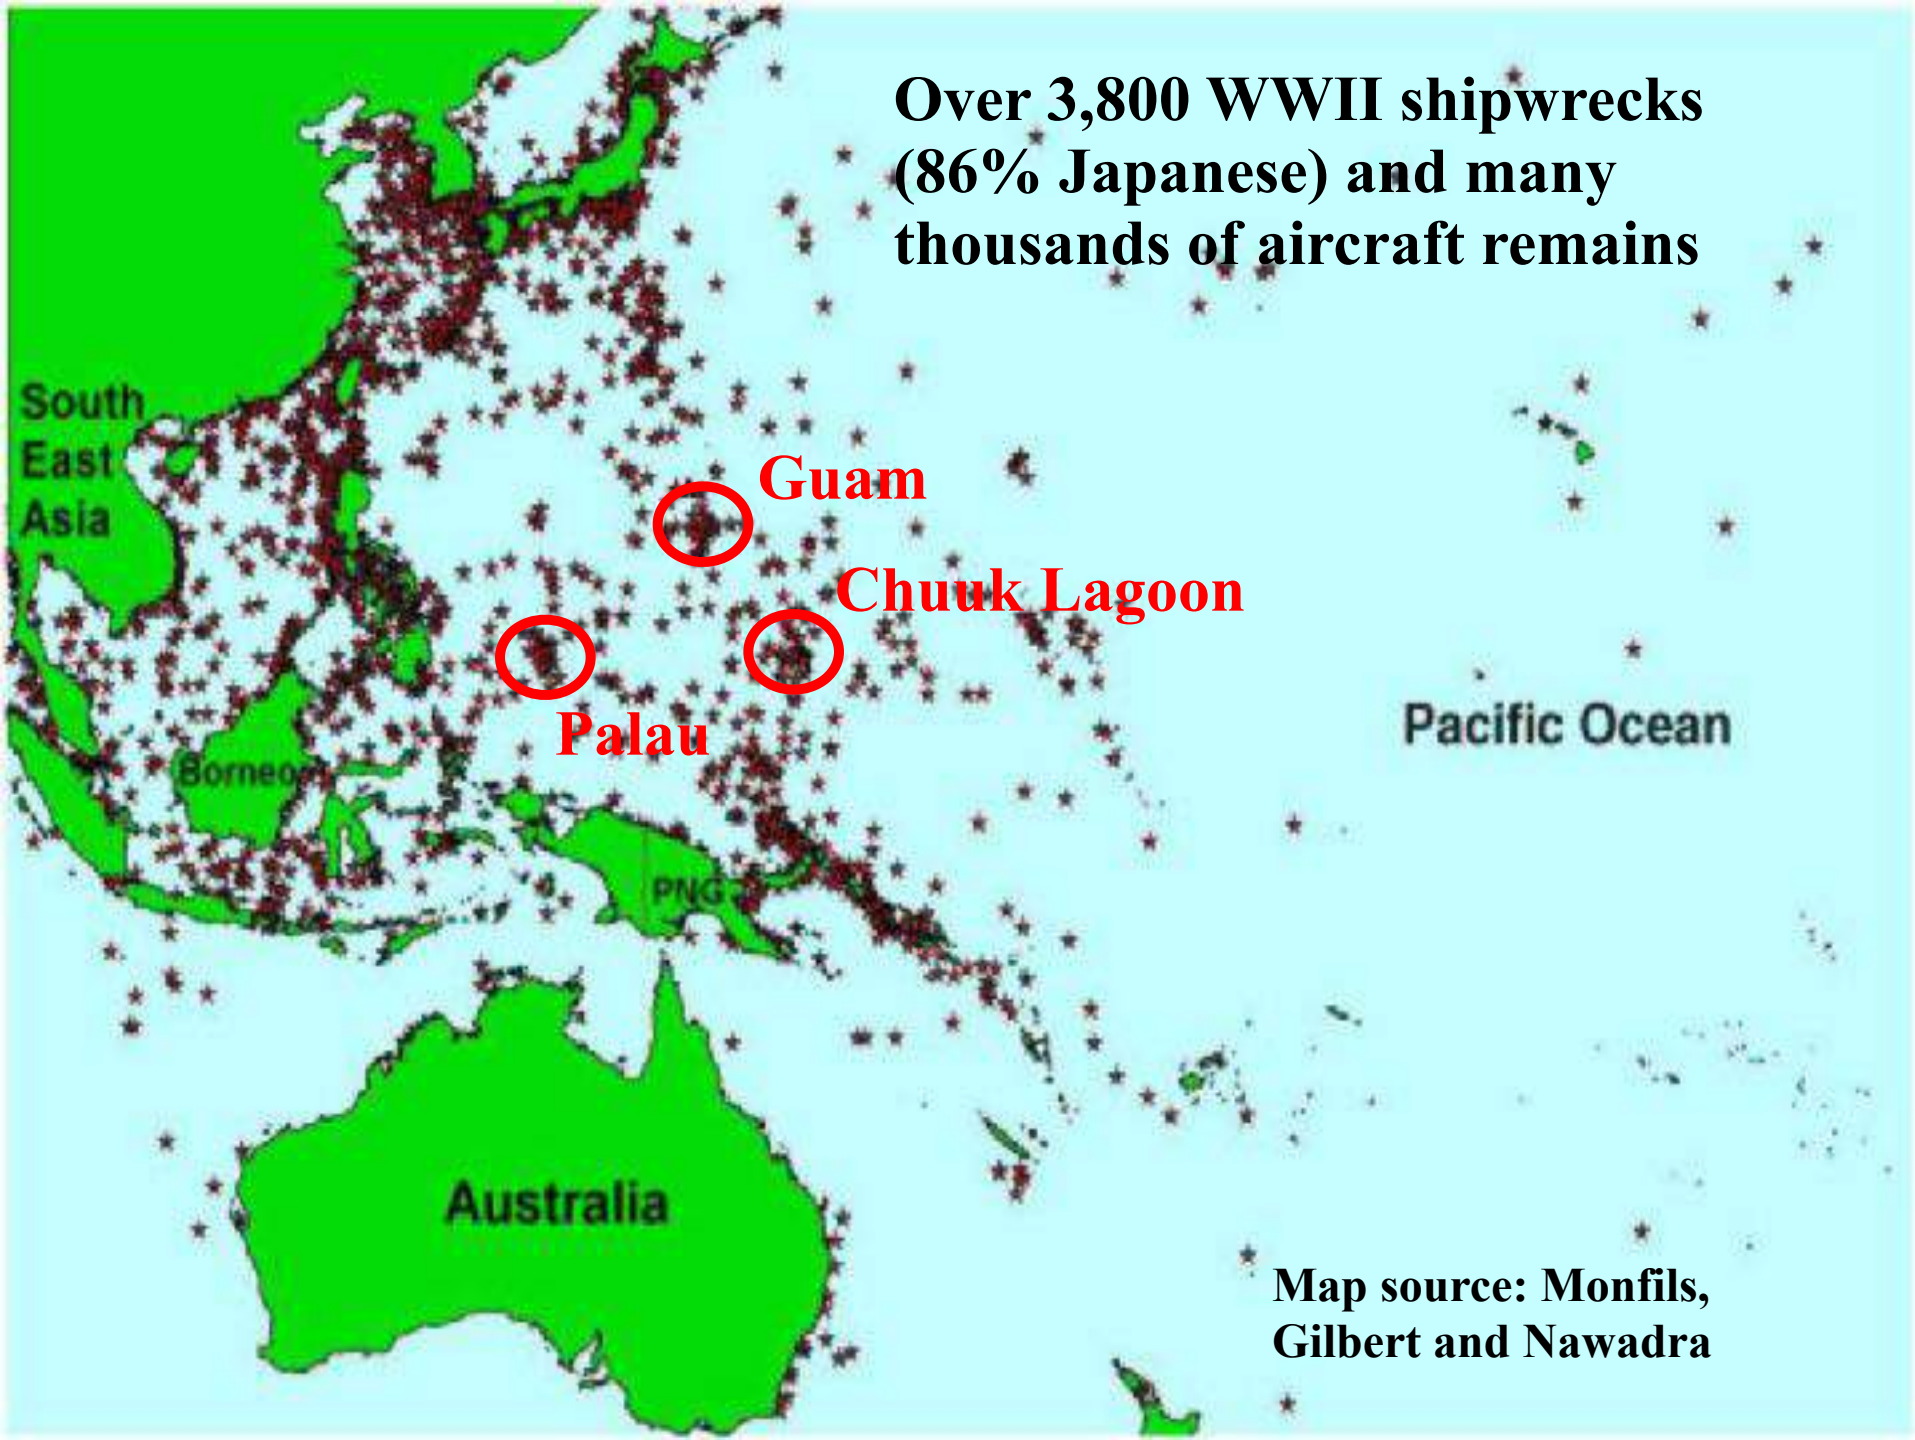 Over 3,800 WWII shipwrecks
(86% Japanese) and many
thousands of aircraft remains
South
East
Asia
Guam
Chuuk Lagoon
Palau
Pacific Ocean
Borneo
PNG
Australia
Map source: Monfils,
Gilbert and Nawadra